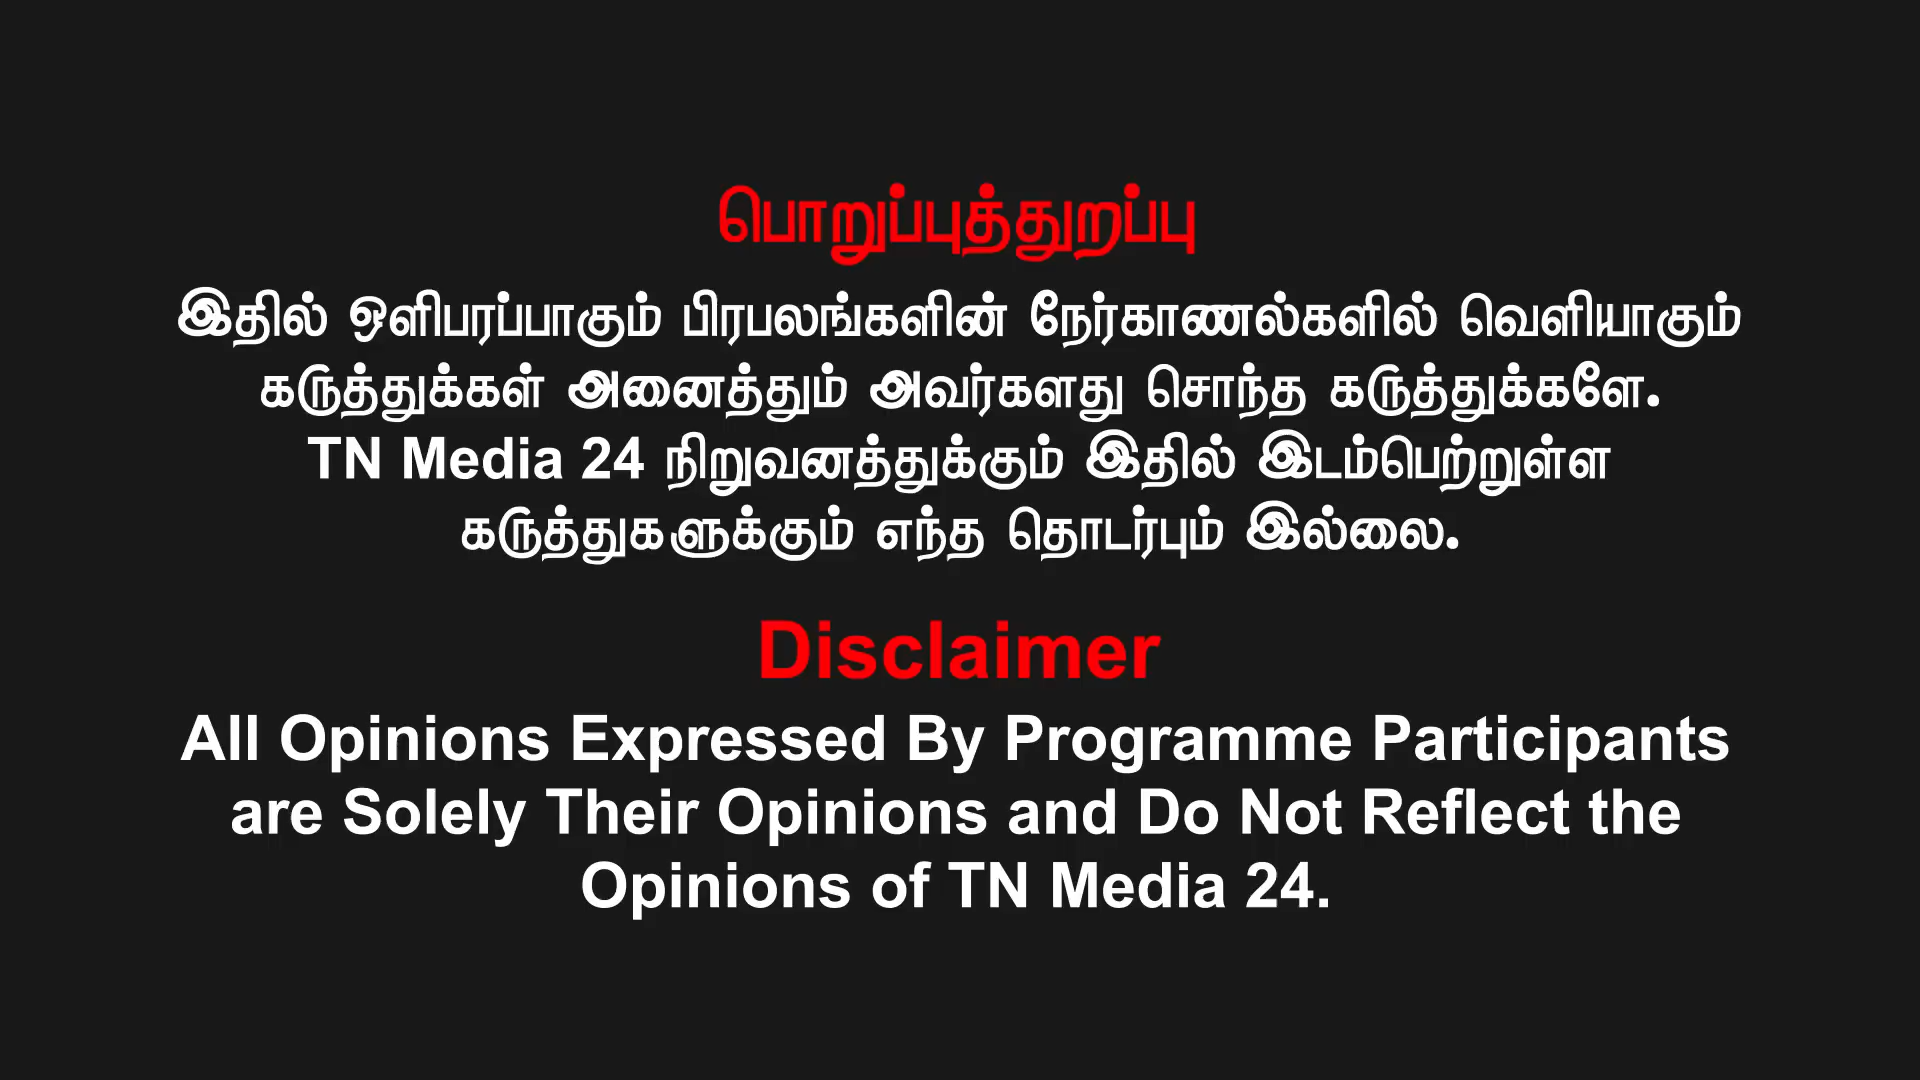 பொறுப்புத்துறப்பு
இதில் ஒளிபரப்பாகும் பிரபலங்களின் நேர்காணல்களில் வெளியாகும்
கருத்துக்கள் அனைத்தும் அவர்களது சொந்த கருத்துக்களே.
TN Media 24 நிறுவனத்துக்கும் இதில் இடம்பெற்றுள்ள
கருத்துகளுக்கும் எந்த தொடர்பும் இல்லை.
Disclaimer
All Opinions Expressed By Programme Participants
are Solely Their Opinions and Do Not Reflect the
Opinions of TN Media 24.